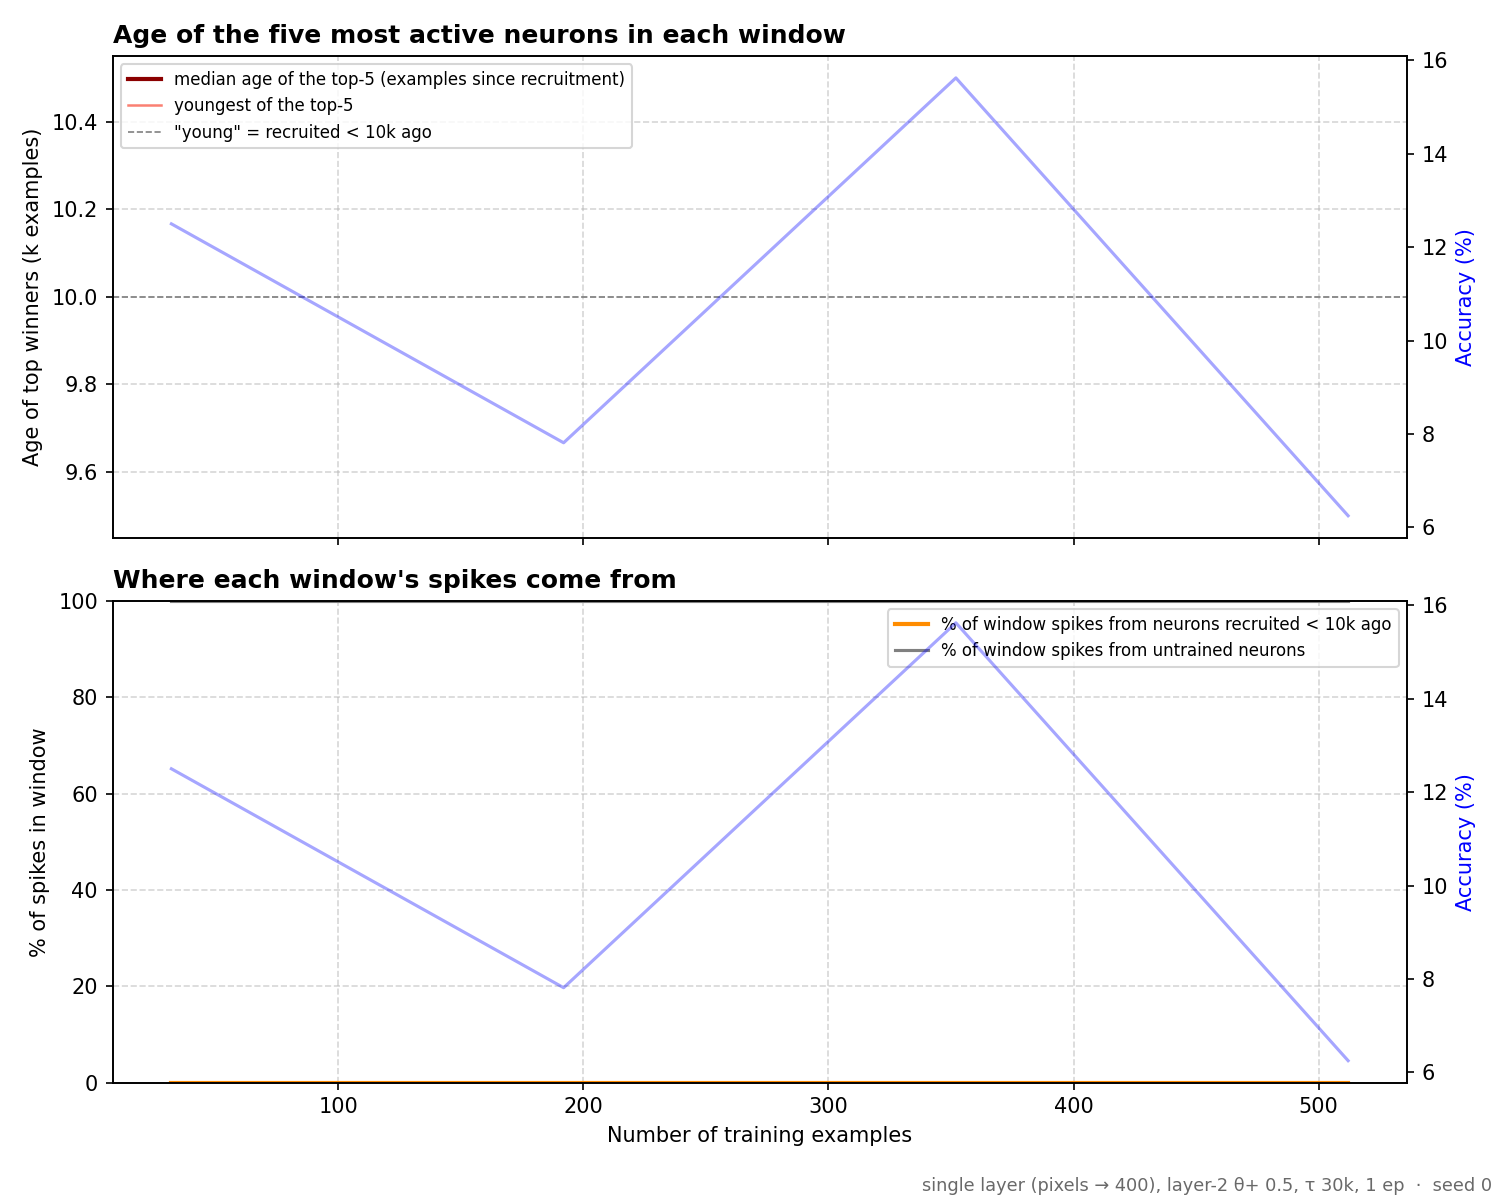 Age of the five most active neurons in each window
median age of the top-5 (examples since recruitment)
youngest of the top-5
"young" = recruited < 10k ago
Age of top winners (k examples)
10.4
10.2
10.0
9.8
9.6
16
14
12
10
8
6
Accuracy (%)
Where each window's spikes come from
% of window spikes from neurons recruited < 10k ago
% of window spikes from untrained neurons
% of spikes in window
100
80
60
40
20
0
16
14
12
10
8
6
Accuracy (%)
100 200 300 400 500
Number of training examples
single layer (pixels → 400), layer-2 θ+ 0.5, τ 30k, 1 ep · seed 0